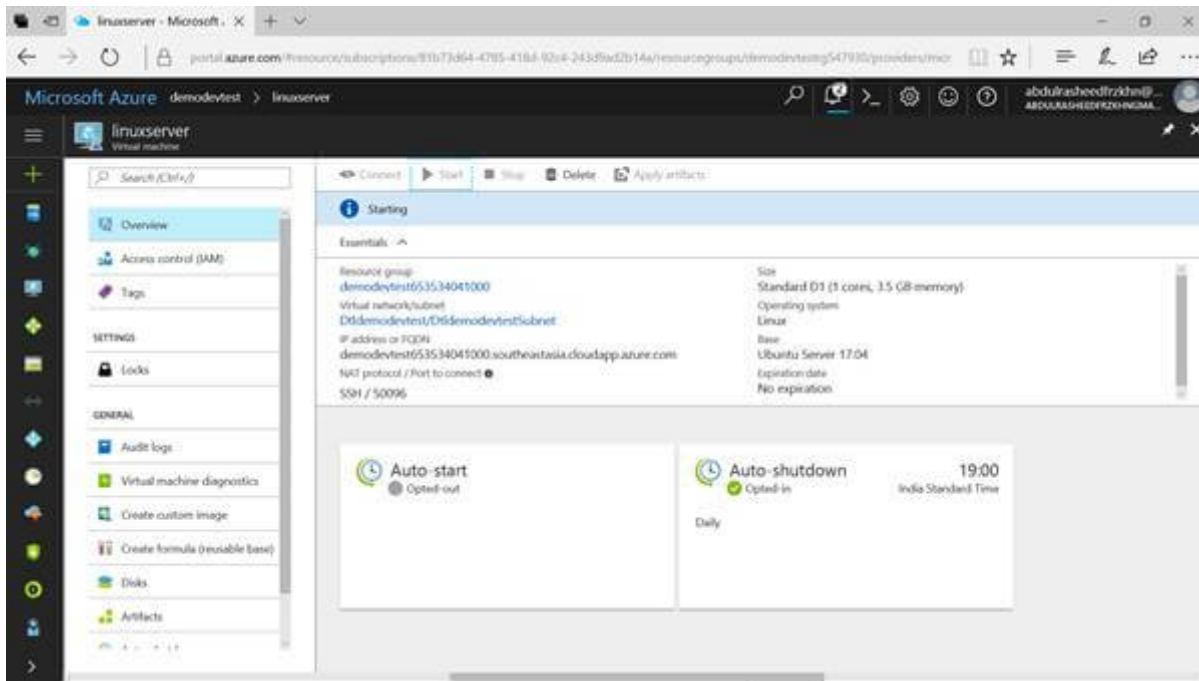 linuxserver - Microsoft
Microsoft Azure demodevtest > linuxserver
linuxserver
Virtual machine
Search (Ctrl+/)
Connect Start Stop Delete Apply artifacts
Starting
Overview
Access control (IAM)
Tags
SETTINGS
Locks
GENERAL
Audit logs
Virtual machine diagnostics
Create custom image
Create formula (reusable base)
Disks
Artifacts
Essentials
Resource group
demodevtest653534041000
Virtual network/subnet
Dtldemodevtest/DtldemodevtestSubnet
IP address or FQDN
demodevtest653534041000.southeastasia.cloudapp.azure.com
NAT protocol / Port to connect
SSH / 50096
Size
Standard D1 (1 cores, 3.5 GB memory)
Operating system
Linux
Base
Ubuntu Server 17.04
Expiration date
No expiration
Auto-start
Opted-out
Auto-shutdown 19:00
Opted-in India Standard Time
Daily